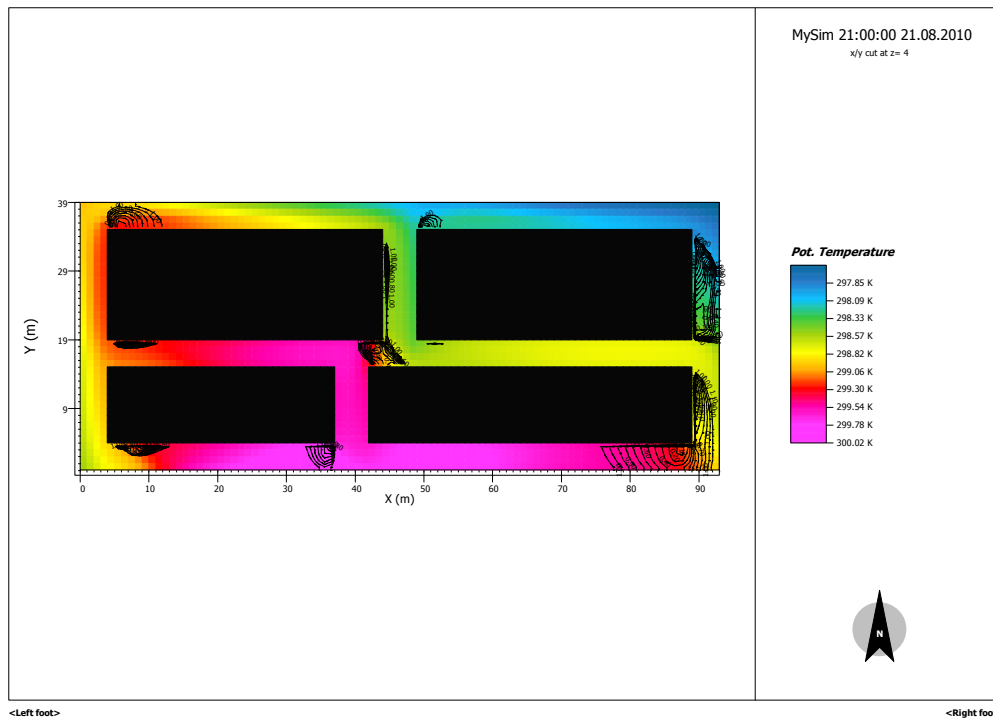 MySim 21:00:00 21.08.2010
x/y cut at z= 4
39
29
19
9
Y (m)
0
10
20
30
40
50
60
70
80
90
X (m)
Pot. Temperature
297.85 K
298.09 K
298.33 K
298.57 K
298.82 K
299.06 K
299.30 K
299.54 K
299.78 K
300.02 K
N
<Left foot>
<Right foo